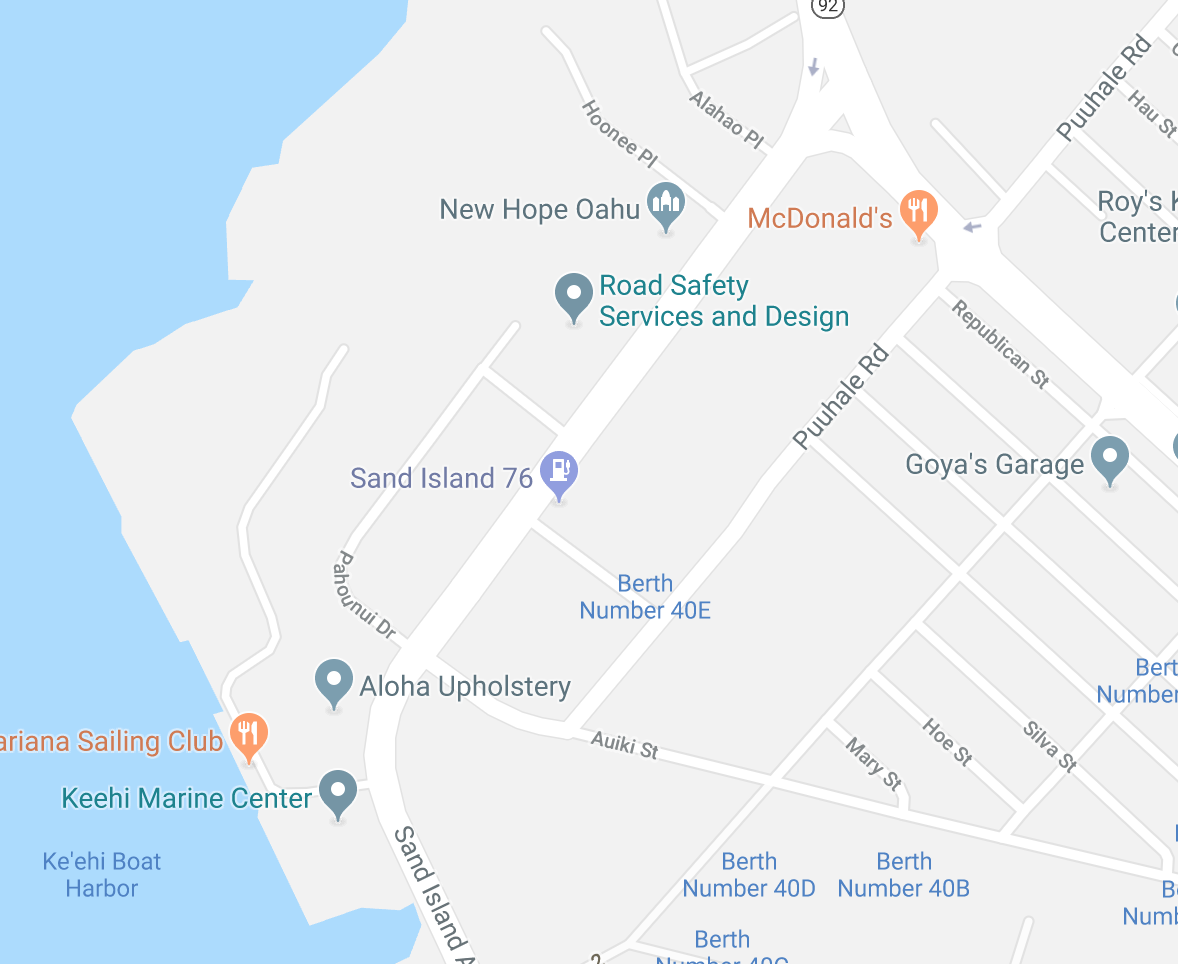 92
Puuhale Rd
Hau St
Alahao Pl
Hoonee Pl
New Hope Oahu
McDonald's
Roy's K
Center
Road Safety
Services and Design
Republican St
Puuhale Rd
Goya's Garage
Sand Island 76
Pahounui Dr
Berth
Number 40E
Aloha Upholstery
Bert
Number
ariana Sailing Club
Auiki St
Mary St
Hoe St
Silva St
Keehi Marine Center
Sand Island A
Ke'ehi Boat
Harbor
Berth
Number 40D
Berth
Number 40B
Berth
Number 40C